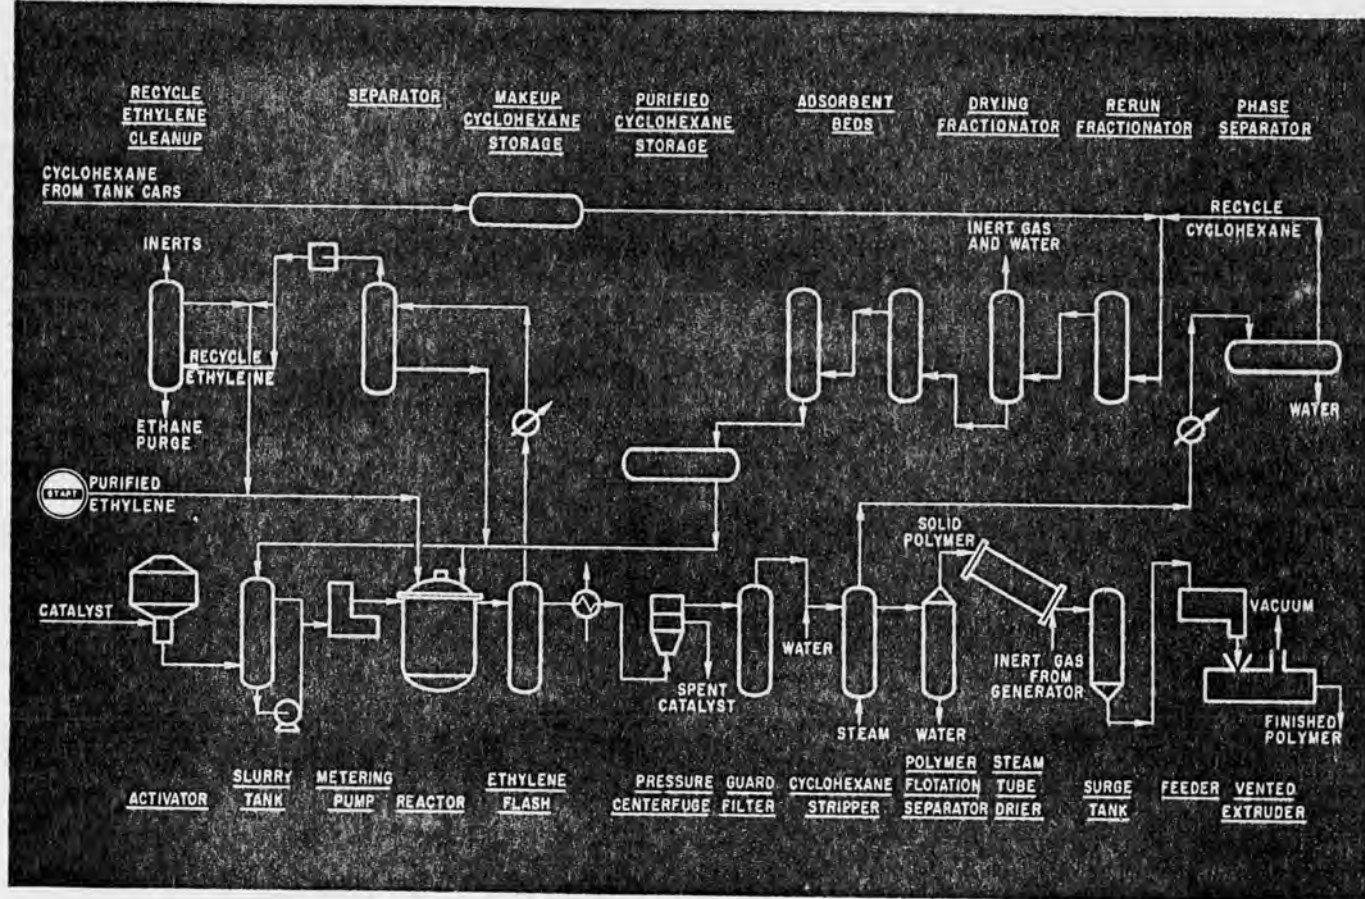 RECYCLE
ETHYLENE
CLEANUP
SEPARATOR
MAKEUP
CYCLOHEXANE
STORAGE
PURIFIED
CYCLOHEXANE
STORAGE
ADSORBENT
BEDS
DRYING
FRACTIONATOR
RERUN
FRACTIONATOR
PHASE
SEPARATOR
CYCLOHEXANE
FROM TANK CARS
INERTS
RECYCLE
ETHYLEINE
ETHANE
PURGE
INERT GAS
AND WATER
RECYCLE
CYCLOHEXANE
WATER
START
PURIFIED
ETHYLENE
CATALYST
SPENT
CATALYST
WATER
STEAM
SOLID
POLYMER
WATER
INERT GAS
FROM
GENERATOR
VACUUM
FINISHED
POLYMER
ACTIVATOR
SLURRY
TANK
METERING
PUMP
REACTOR
ETHYLENE
FLASH
PRESSURE
CENTERFUGE
GUARD
FILTER
CYCLOHEXANE
STRIPPER
POLYMER
FLOTATION
SEPARATOR
STEAM
TUBE
DRIER
SURGE
TANK
FEEDER
VENTED
EXTRUDER